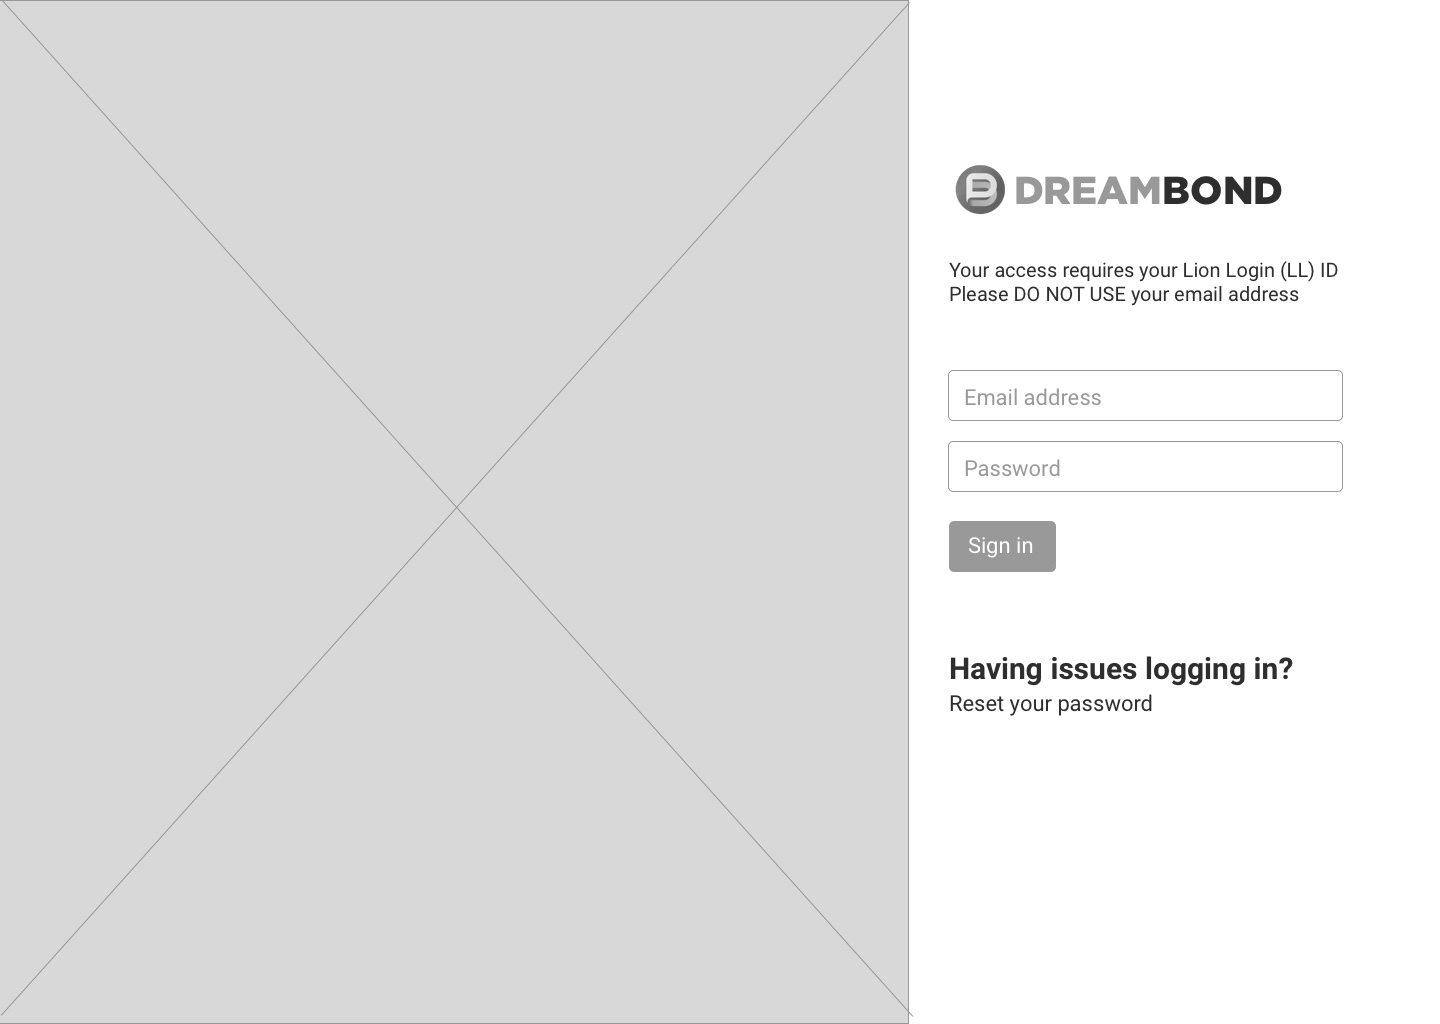 DREAMBOND
Your access requires your Lion Login (LL) ID
Please DO NOT USE your email address
Email address
Password
Sign in
Having issues logging in?
Reset your password